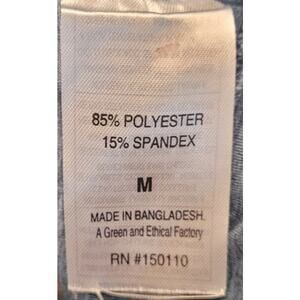 85% POLYESTER
15% SPANDEX
M
MADE IN BANGLADESH.
A Green and Ethical Factory
RN #150110